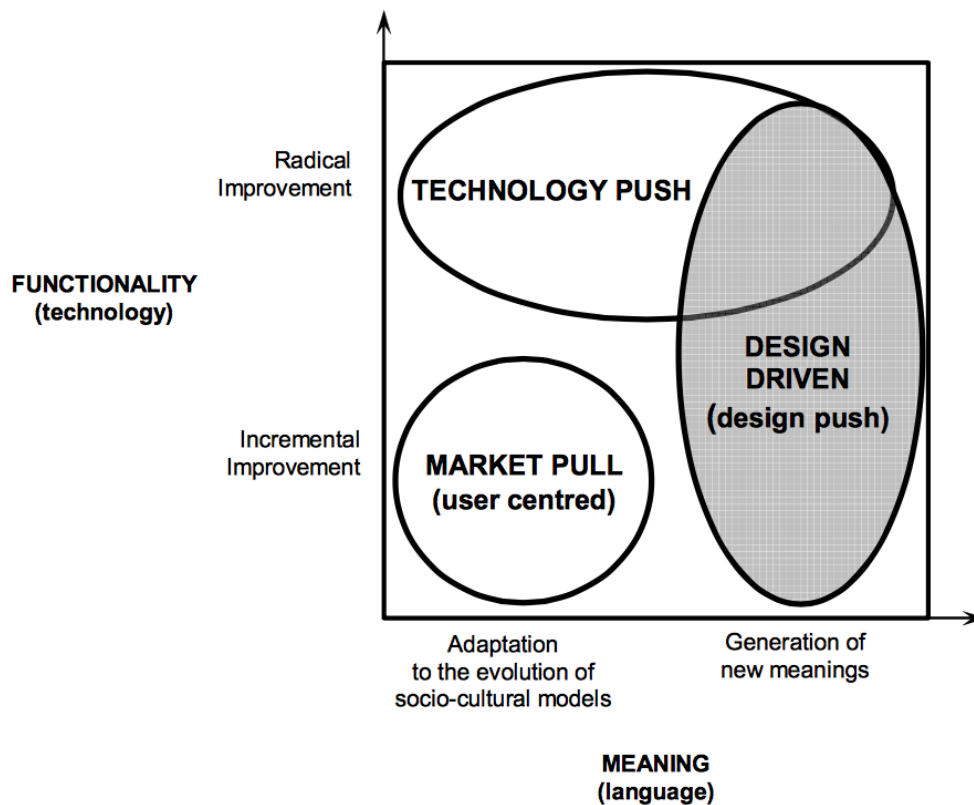 Radical
Improvement
TECHNOLOGY PUSH
FUNCTIONALITY
(technology)
DESIGN
DRIVEN
(design push)
Incremental
Improvement
MARKET PULL
(user centred)
Adaptation
to the evolution of
socio-cultural models
Generation of
new meanings
MEANING
(language)